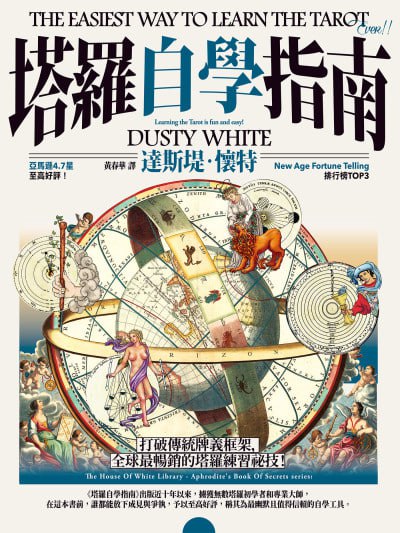 THE EASIEST WAY TO LEARN THE TAROT
Ever!!
塔羅自學指南
Learning the Tarot is fun and easy!
DUSTY WHITE
達斯堤·懷特
黃春華 譯
亞馬遜4.7星
至高好評！
New Age Fortune Telling
排行榜TOP3
ZENITH
RIZON
打破傳統牌義框架，
全球最暢銷的塔羅練習祕技！
The House Of White Library - Aphrodite's Book Of Secrets series:
《塔羅自學指南》出版近十年以來，擄獲無數塔羅初學者和專業大師，
在這本書前，誰都能放下成見與爭執，予以至高好評，稱其為最幽默且值得信賴的自學工具。